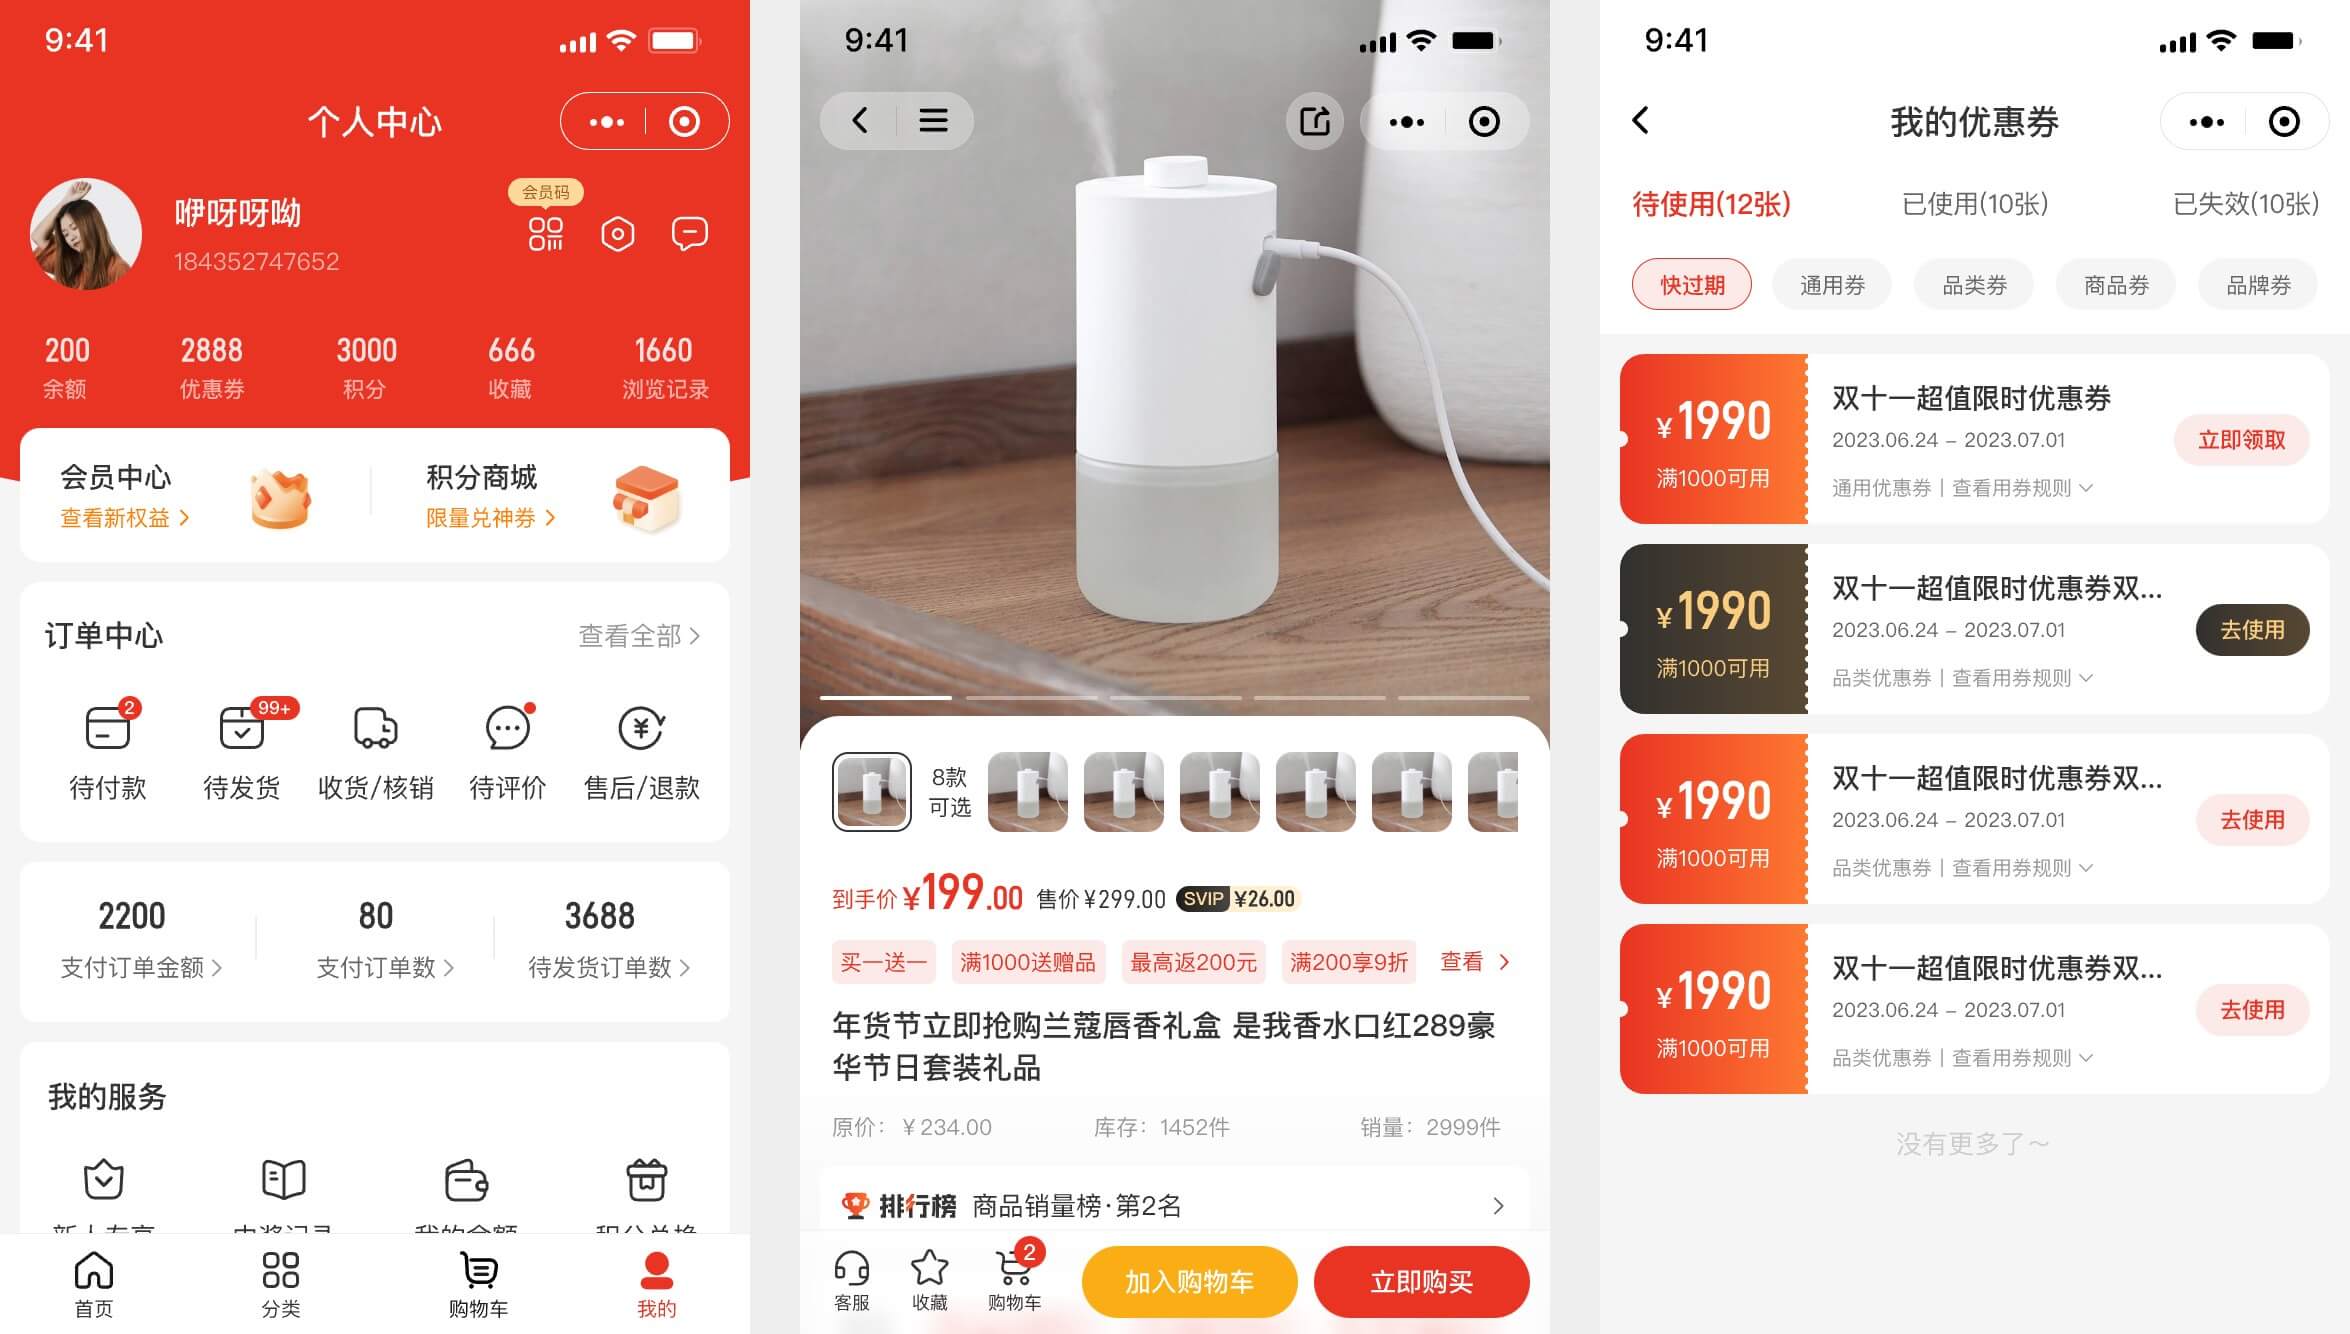 9:41
个人中心
会员码
咿呀呀呦
184352747652
200
2888
3000
666
1660
余额
优惠券
积分
收藏
浏览记录
会员中心
查看新权益
积分商城
限量兑神券
订单中心
查看全部
2
99+
待付款
待发货
收货/核销
待评价
售后/退款
2200
80
3688
支付订单金额
支付订单数
待发货订单数
我的服务
新人专享
中奖记录
我的余额
积分兑换
首页
分类
购物车
我的
9:41
8款
可选
到手价 ¥199.00 售价 ¥299.00 SVIP ¥26.00
买一送一
满1000送赠品
最高返200元
满200享9折
查看
年货节立即抢购兰蔻唇香礼盒 是我香水口红289豪
华节日套装礼品
原价：¥234.00
库存：1452件
销量：2999件
排行榜 商品销量榜·第2名
2
客服
收藏
购物车
加入购物车
立即购买
9:41
我的优惠券
待使用(12张)
已使用(10张)
已失效(10张)
快过期
通用券
品类券
商品券
品牌券
¥1990
满1000可用
双十一超值限时优惠券
2023.06.24 – 2023.07.01
通用优惠券 | 查看用券规则
立即领取
¥1990
满1000可用
双十一超值限时优惠券双...
2023.06.24 – 2023.07.01
品类优惠券 | 查看用券规则
去使用
¥1990
满1000可用
双十一超值限时优惠券双...
2023.06.24 – 2023.07.01
品类优惠券 | 查看用券规则
去使用
¥1990
满1000可用
双十一超值限时优惠券双...
2023.06.24 – 2023.07.01
品类优惠券 | 查看用券规则
去使用
没有更多了～